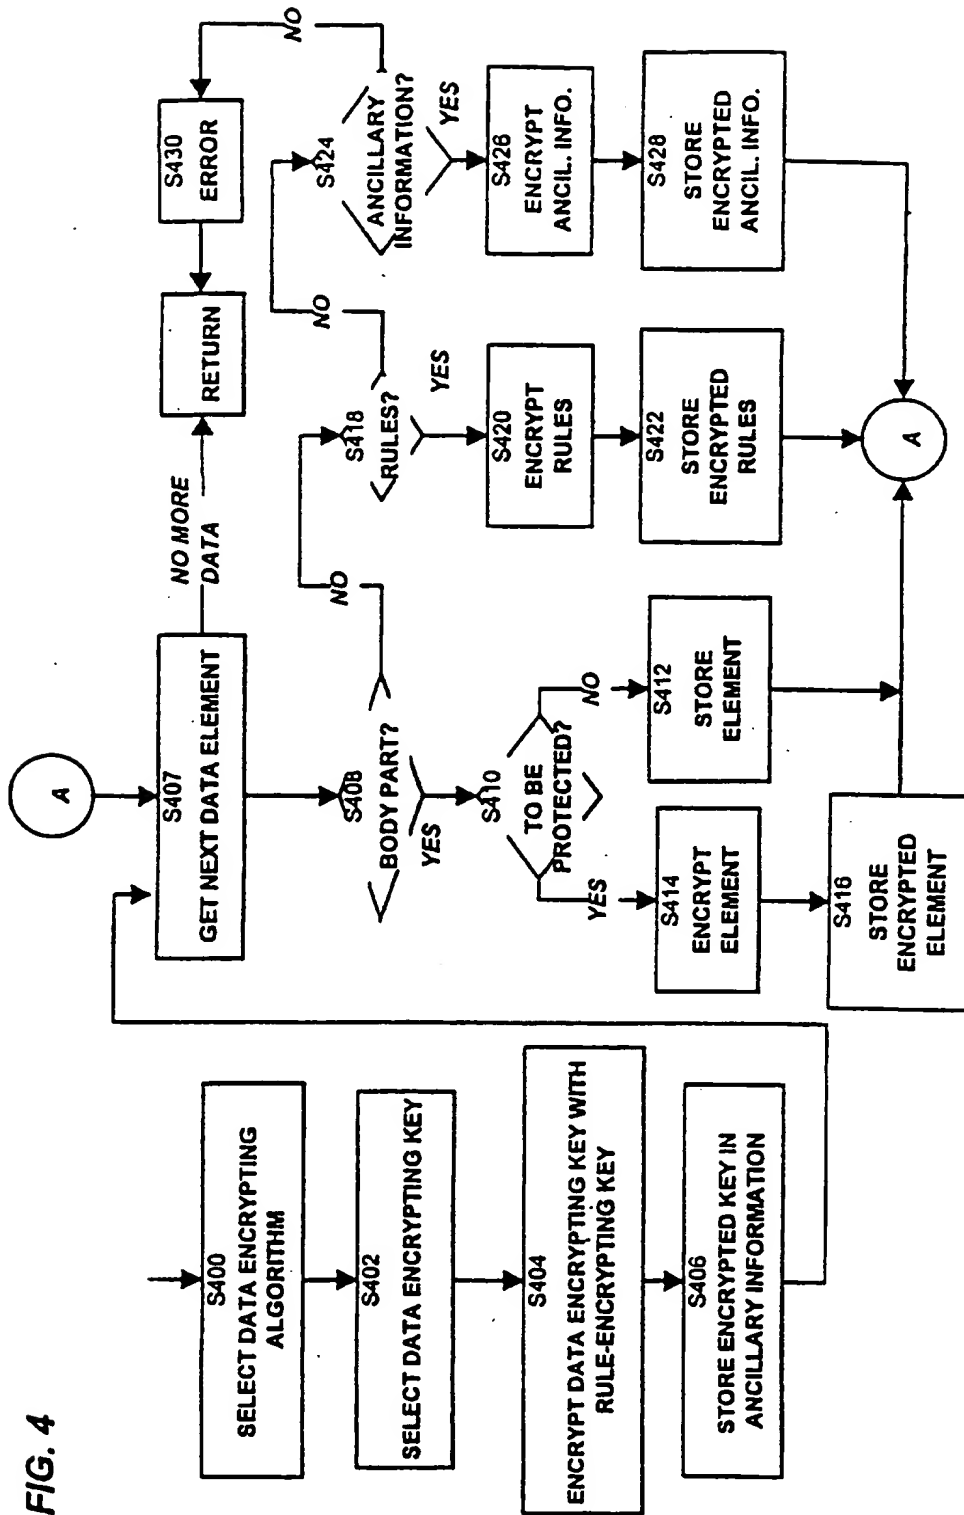 FIG. 4
S400
SELECT DATA ENCRYPTING
ALGORITHM
S402
SELECT DATA ENCRYPTING KEY
S404
ENCRYPT DATA ENCRYPTING KEY WITH
RULE-ENCRYPTING KEY
S406
STORE ENCRYPTED KEY IN
ANCILLARY INFORMATION
A
S407
GET NEXT DATA ELEMENT
NO MORE
DATA
RETURN
S430
ERROR
S408
BODY PART?
YES
NO
S410
TO BE
PROTECTED?
YES
NO
S414
ENCRYPT
ELEMENT
S416
STORE
ENCRYPTED
ELEMENT
S412
STORE
ELEMENT
S418
RULES?
YES
NO
S420
ENCRYPT
RULES
S422
STORE
ENCRYPTED
RULES
S424
ANCILLARY
INFORMATION?
YES
NO
S426
ENCRYPT
ANCIL. INFO.
S428
STORE
ENCRYPTED
ANCIL. INFO.
A